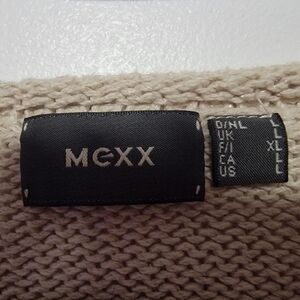 MEXX
D/NL L
UK L
F/I XL
CA L
US L